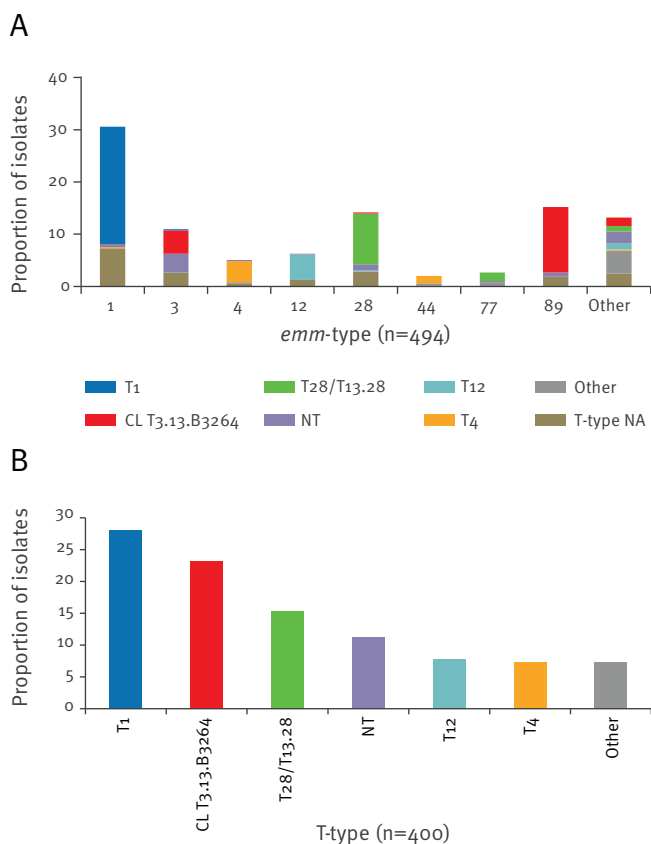 A
Proportion of isolates
40
30
20
10
0
1 3 4 12 28 44 77 89 Other
emm-type (n=494)
T1 T28/T13.28 T12 Other
CL T3.13.B3264 NT T4 T-type NA
B
Proportion of isolates
30
25
20
15
10
5
0
T1 CL T3.13.B3264 T28/T13.28 NT T12 T4 Other
T-type (n=400)